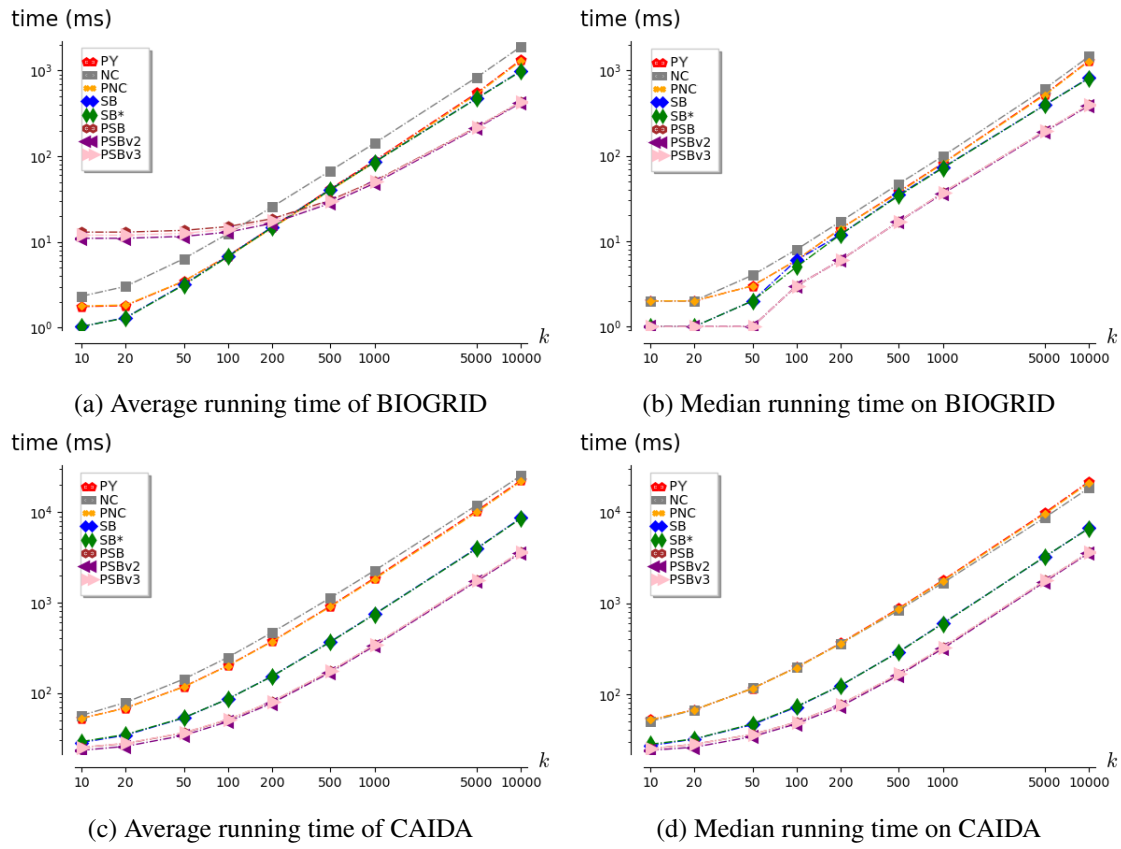 time (ms)
10³
10²
10¹
10⁰
PY
NC
PNC
SB
SB*
PSB
PSBv2
PSBv3
10 20 50 100 200 500 1000 5000 10000
k
(a) Average running time of BIOGRID
time (ms)
10³
10²
10¹
10⁰
PY
NC
PNC
SB
SB*
PSB
PSBv2
PSBv3
10 20 50 100 200 500 1000 5000 10000
k
(b) Median running time on BIOGRID
time (ms)
10⁴
10³
10²
PY
NC
PNC
SB
SB*
PSB
PSBv2
PSBv3
10 20 50 100 200 500 1000 5000 10000
k
(c) Average running time of CAIDA
time (ms)
10⁴
10³
10²
PY
NC
PNC
SB
SB*
PSB
PSBv2
PSBv3
10 20 50 100 200 500 1000 5000 10000
k
(d) Median running time on CAIDA